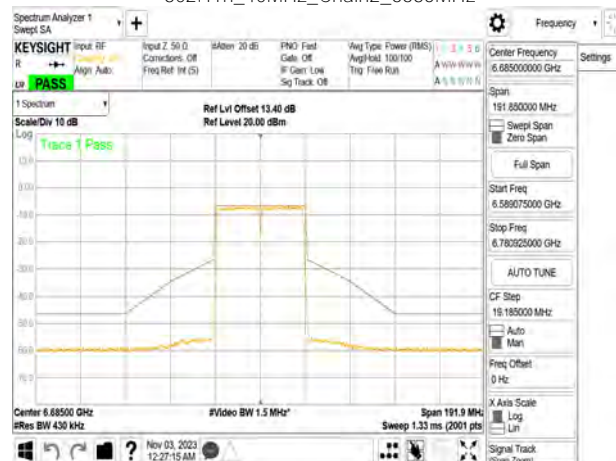 Spectrum Analyzer 1
Swept SA
+
Frequency
KEYSIGHT
Input: RF
Align: Auto
Input Z: 50 Ω
Corrections: Off
Freq Ref: Int (S)
#Atten: 20 dB
PNO: Fast
Gate: Off
IF Gain: Low
Sig Track: Off
Avg Type: Power (RMS)
Avg|Hold: 100/100
Trig: Free Run
PASS
1 Spectrum
Scale/Div 10 dB
Ref Lvl Offset 13.40 dB
Ref Level 20.00 dBm
Log
Trace 1 Pass
Center 6.68500 GHz
#Res BW 430 kHz
#Video BW 1.5 MHz*
Span 191.9 MHz
Sweep 1.33 ms (2001 pts
Nov 03, 2023
12:27:15 AM
Settings
Center Frequency
6.685000000 GHz
Span
191.850000 MHz
Swept Span
Zero Span
Full Span
Start Freq
6.589075000 GHz
Stop Freq
6.780925000 GHz
AUTO TUNE
CF Step
19.185000 MHz
Auto
Man
Freq Offset
0 Hz
X Axis Scale
Log
Lin
Signal Track